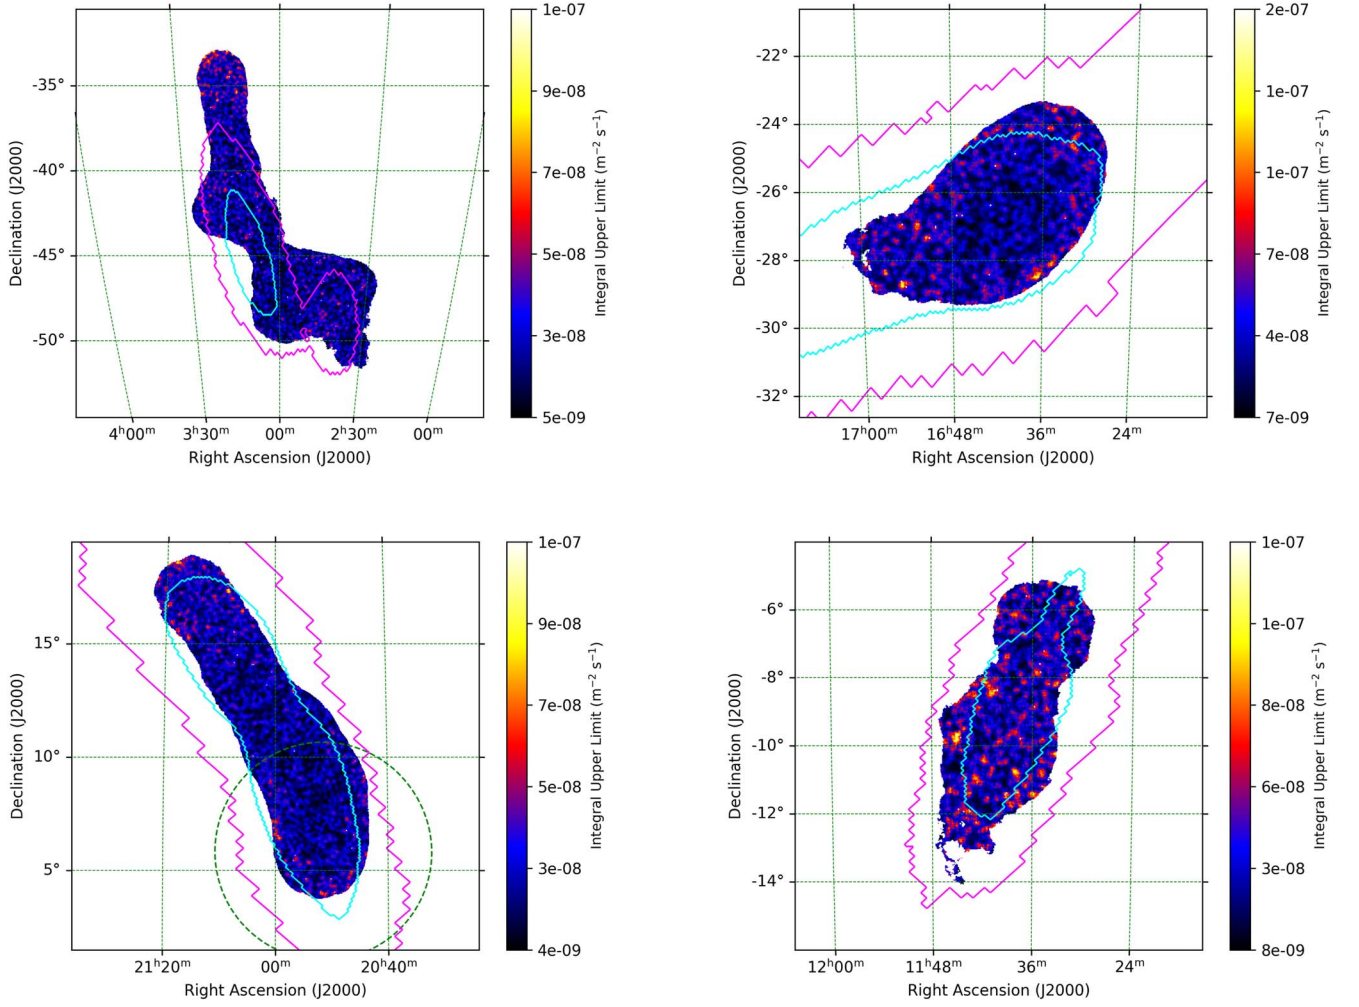 1e-07
9e-08
7e-08
5e-08
3e-08
5e-09
Integral Upper Limit (m⁻² s⁻¹)
-35°
-40°
-45°
-50°
Declination (J2000)
4ʰ00ᵐ 3ʰ30ᵐ 00ᵐ 2ʰ30ᵐ 00ᵐ
Right Ascension (J2000)
2e-07
1e-07
1e-07
7e-08
4e-08
7e-09
Integral Upper Limit (m⁻² s⁻¹)
-22°
-24°
-26°
-28°
-30°
-32°
Declination (J2000)
17ʰ00ᵐ 16ʰ48ᵐ 36ᵐ 24ᵐ
Right Ascension (J2000)
1e-07
9e-08
7e-08
5e-08
3e-08
4e-09
Integral Upper Limit (m⁻² s⁻¹)
15°
10°
5°
Declination (J2000)
21ʰ20ᵐ 00ᵐ 20ʰ40ᵐ
Right Ascension (J2000)
1e-07
1e-07
8e-08
6e-08
3e-08
8e-09
Integral Upper Limit (m⁻² s⁻¹)
-6°
-8°
-10°
-12°
-14°
Declination (J2000)
12ʰ00ᵐ 11ʰ48ᵐ 36ᵐ 24ᵐ
Right Ascension (J2000)